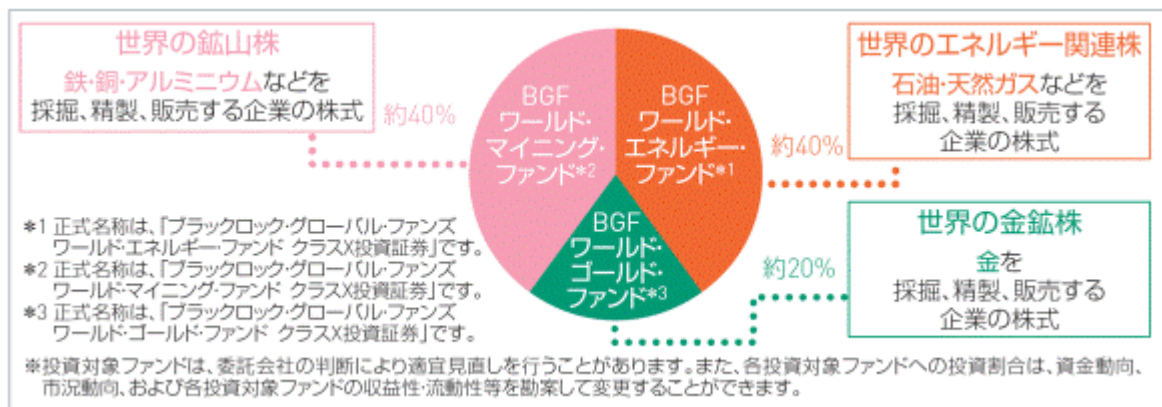 世界の鉱山株
鉄・銅・アルミニウムなどを
採掘、精製、販売する企業の株式
約40%
BGF
ワールド・
マイニング・
ファンド*2
BGF
ワールド・
エネルギー・
ファンド*1
約40%
世界のエネルギー関連株
石油・天然ガスなどを
採掘、精製、販売する
企業の株式
BGF
ワールド・
ゴールド・
ファンド*3
約20%
世界の金鉱株
金を
採掘、精製、販売する
企業の株式
*1 正式名称は、「ブラックロック・グローバル・ファンズ
ワールド・エネルギー・ファンド クラスX投資証券」です。
*2 正式名称は、「ブラックロック・グローバル・ファンズ
ワールド・マイニング・ファンド クラスX投資証券」です。
*3 正式名称は、「ブラックロック・グローバル・ファンズ
ワールド・ゴールド・ファンド クラスX投資証券」です。
※投資対象ファンドは、委託会社の判断により適宜見直しを行うことがあります。また、各投資対象ファンドへの投資割合は、資金動向、
市況動向、および各投資対象ファンドの収益性・流動性等を勘案して変更することができます。